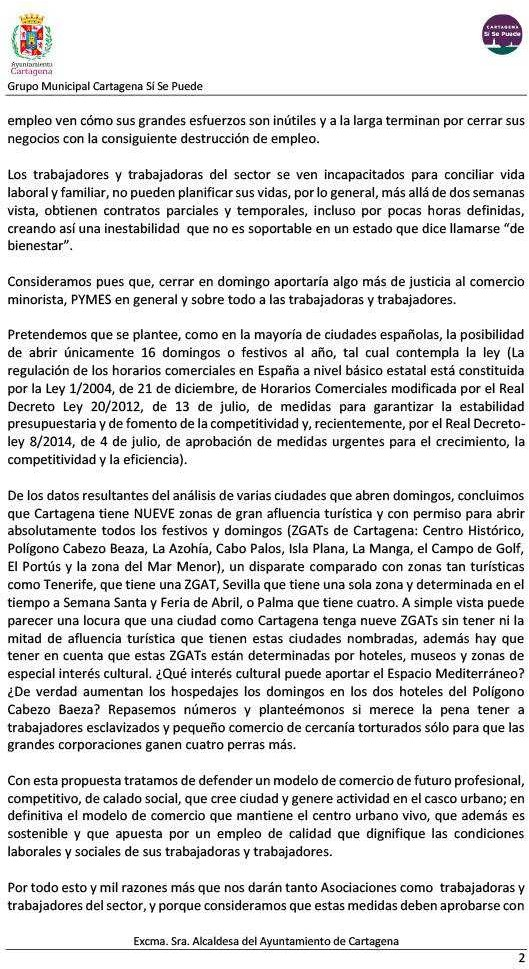 Ayuntamiento
Cartagena
CARTAGENA
Sí Se Puede
Grupo Municipal Cartagena Sí Se Puede
empleo ven cómo sus grandes esfuerzos son inútiles y a la larga terminan por cerrar sus
negocios con la consiguiente destrucción de empleo.
Los trabajadores y trabajadoras del sector se ven incapacitados para conciliar vida
laboral y familiar, no pueden planificar sus vidas, por lo general, más allá de dos semanas
vista, obtienen contratos parciales y temporales, incluso por pocas horas definidas,
creando así una inestabilidad que no es soportable en un estado que dice llamarse “de
bienestar”.
Consideramos pues que, cerrar en domingo aportaría algo más de justicia al comercio
minorista, PYMES en general y sobre todo a las trabajadoras y trabajadores.
Pretendemos que se plantee, como en la mayoría de ciudades españolas, la posibilidad
de abrir únicamente 16 domingos o festivos al año, tal cual contempla la ley (La
regulación de los horarios comerciales en España a nivel básico estatal está constituida
por la Ley 1/2004, de 21 de diciembre, de Horarios Comerciales modificada por el Real
Decreto Ley 20/2012, de 13 de julio, de medidas para garantizar la estabilidad
presupuestaria y de fomento de la competitividad y, recientemente, por el Real Decreto-
ley 8/2014, de 4 de julio, de aprobación de medidas urgentes para el crecimiento, la
competitividad y la eficiencia).
De los datos resultantes del análisis de varias ciudades que abren domingos, concluimos
que Cartagena tiene NUEVE zonas de gran afluencia turística y con permiso para abrir
absolutamente todos los festivos y domingos (ZGATs de Cartagena: Centro Histórico,
Polígono Cabezo Beaza, La Azohía, Cabo Palos, Isla Plana, La Manga, el Campo de Golf,
El Portús y la zona del Mar Menor), un disparate comparado con zonas tan turísticas
como Tenerife, que tiene una ZGAT, Sevilla que tiene una sola zona y determinada en el
tiempo a Semana Santa y Feria de Abril, o Palma que tiene cuatro. A simple vista puede
parecer una locura que una ciudad como Cartagena tenga nueve ZGATs sin tener ni la
mitad de afluencia turística que tienen estas ciudades nombradas, además hay que
tener en cuenta que estas ZGATs están determinadas por hoteles, museos y zonas de
especial interés cultural. ¿Qué interés cultural puede aportar el Espacio Mediterráneo?
¿De verdad aumentan los hospedajes los domingos en los dos hoteles del Polígono
Cabezo Baeza? Repasemos números y planteémonos si merece la pena tener a
trabajadores esclavizados y pequeño comercio de cercanía torturados sólo para que las
grandes corporaciones ganen cuatro perras más.
Con esta propuesta tratamos de defender un modelo de comercio de futuro profesional,
competitivo, de calado social, que cree ciudad y genere actividad en el casco urbano; en
definitiva el modelo de comercio que mantiene el centro urbano vivo, que además es
sostenible y que apuesta por un empleo de calidad que dignifique las condiciones
laborales y sociales de sus trabajadoras y trabajadores.
Por todo esto y mil razones más que nos darán tanto Asociaciones como trabajadoras y
trabajadores del sector, y porque consideramos que estas medidas deben aprobarse con
Excma. Sra. Alcaldesa del Ayuntamiento de Cartagena
2